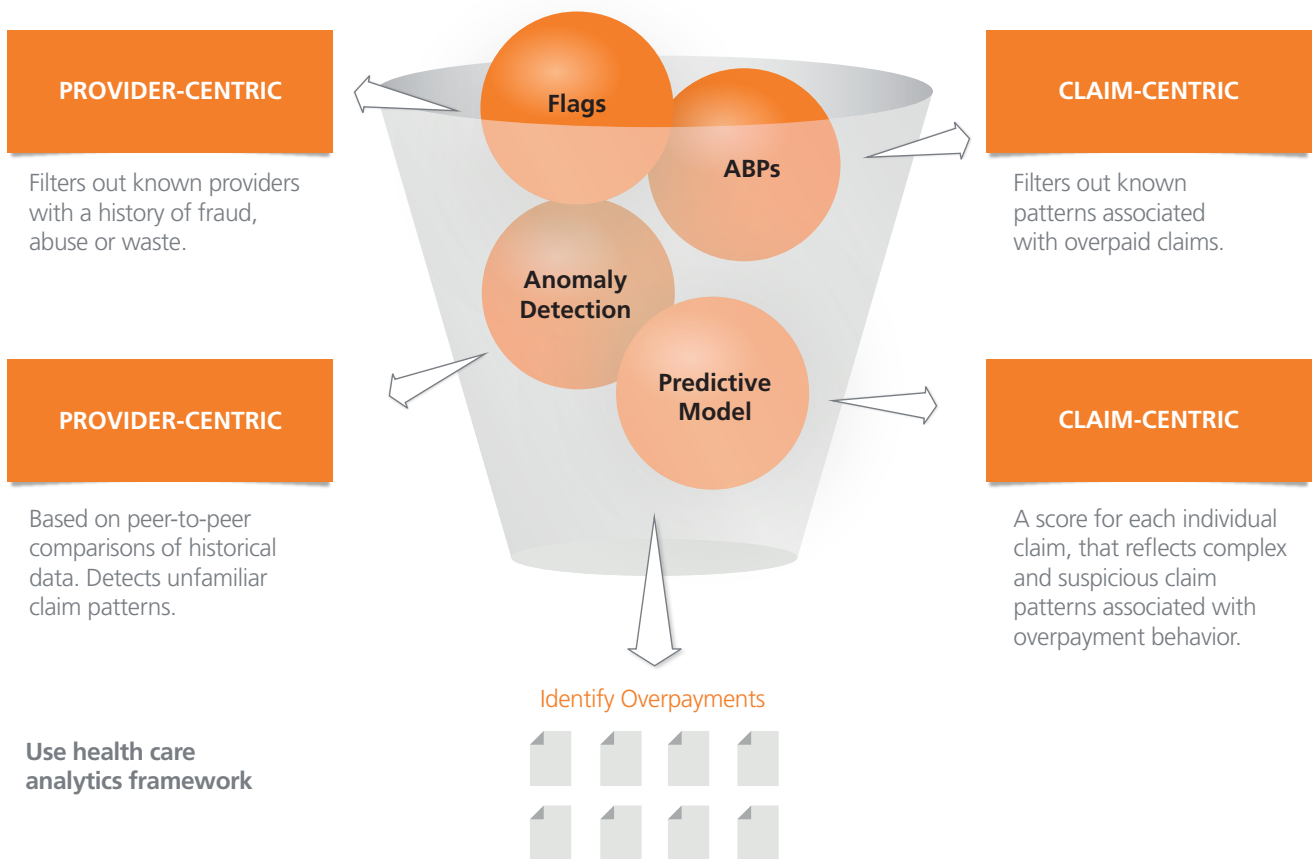 PROVIDER-CENTRIC
Filters out known providers
with a history of fraud,
abuse or waste.
Flags
ABPs
CLAIM-CENTRIC
Filters out known
patterns associated
with overpaid claims.
Anomaly
Detection
Predictive
Model
PROVIDER-CENTRIC
Based on peer-to-peer
comparisons of historical
data. Detects unfamiliar
claim patterns.
CLAIM-CENTRIC
A score for each individual
claim, that reflects complex
and suspicious claim
patterns associated with
overpayment behavior.
Identify Overpayments
Use health care
analytics framework